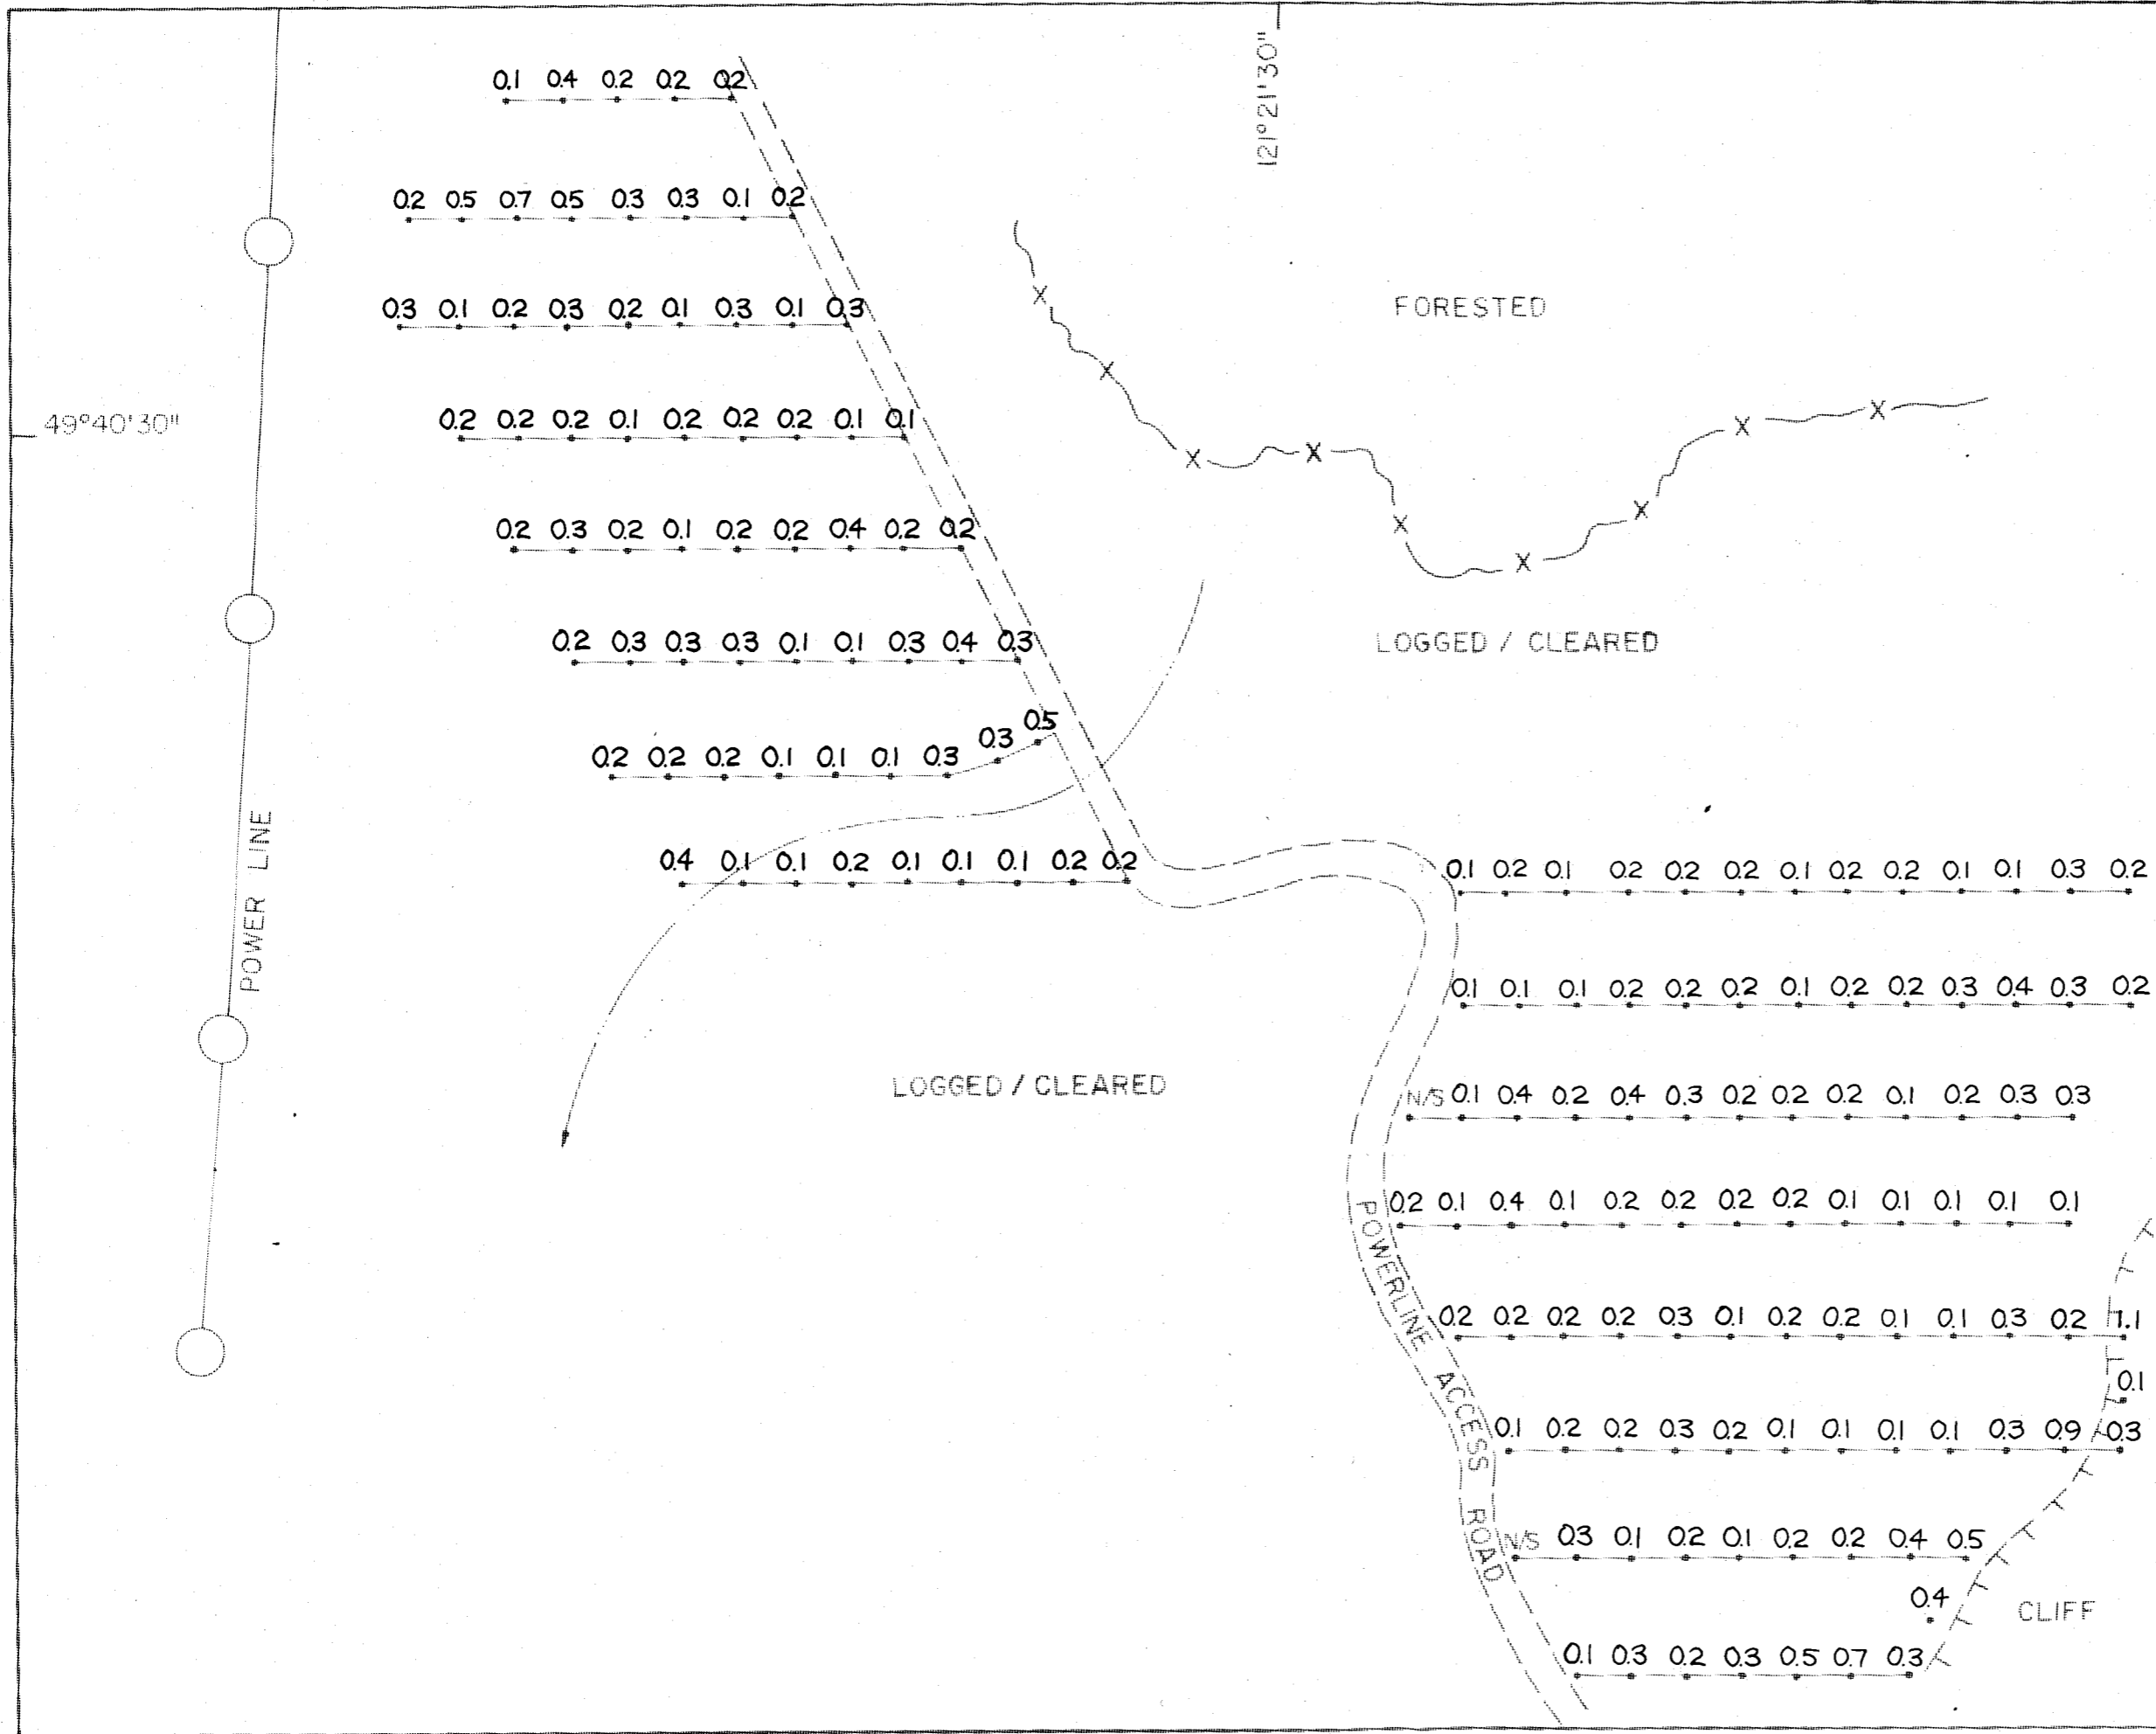 121°21'30"
0.1 0.4 0.2 0.2 0.2
0.2 0.5 0.7 0.5 0.3 0.3 0.1 0.2
FORESTED
0.3 0.1 0.2 0.3 0.2 0.1 0.3 0.1 0.3
49°40'30"
0.2 0.2 0.2 0.1 0.2 0.2 0.2 0.1 0.1
X X X X X X X X X X
0.2 0.3 0.2 0.1 0.2 0.2 0.4 0.2 0.2
0.2 0.3 0.3 0.3 0.1 0.1 0.3 0.4 0.3
LOGGED / CLEARED
0.2 0.2 0.2 0.1 0.1 0.1 0.3 0.3 0.5
POWER LINE
0.4 0.1 0.1 0.2 0.1 0.1 0.1 0.2 0.2
0.1 0.2 0.1 0.2 0.2 0.2 0.1 0.2 0.2 0.1 0.1 0.3 0.2
0.1 0.1 0.1 0.2 0.2 0.2 0.1 0.2 0.2 0.3 0.4 0.3 0.2
LOGGED / CLEARED
N/S 0.1 0.4 0.2 0.4 0.3 0.2 0.2 0.2 0.1 0.2 0.3 0.3
0.2 0.1 0.4 0.1 0.2 0.2 0.2 0.2 0.1 0.1 0.1 0.1 0.1
POWERLINE ACCESS ROAD
0.2 0.2 0.2 0.2 0.3 0.1 0.2 0.2 0.1 0.1 0.3 0.2 1.1
0.1
0.1 0.2 0.2 0.3 0.2 0.1 0.1 0.1 0.1 0.3 0.9 0.3
N/S 0.3 0.1 0.2 0.1 0.2 0.2 0.4 0.5
0.4
CLIFF
0.1 0.3 0.2 0.3 0.5 0.7 0.3